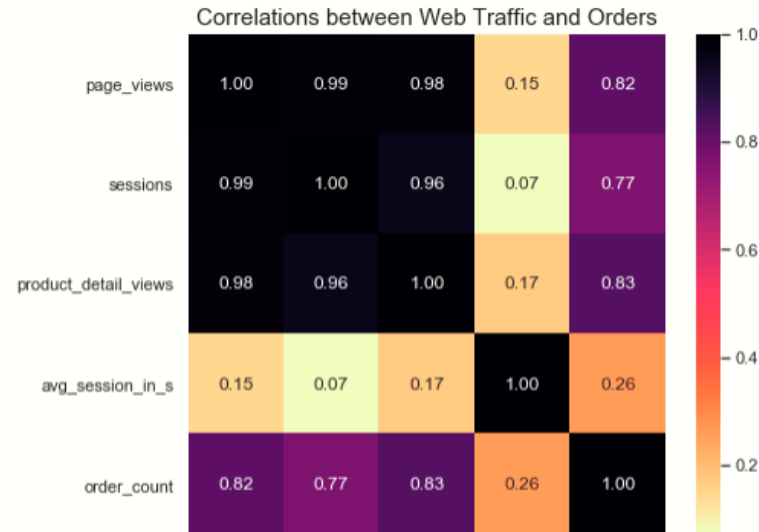 Correlations between Web Traffic and Orders
page_views 1.00 0.99 0.98 0.15 0.82
sessions 0.99 1.00 0.96 0.07 0.77
product_detail_views 0.98 0.96 1.00 0.17 0.83
avg_session_in_s 0.15 0.07 0.17 1.00 0.26
order_count 0.82 0.77 0.83 0.26 1.00
1.0
0.8
0.6
0.4
0.2